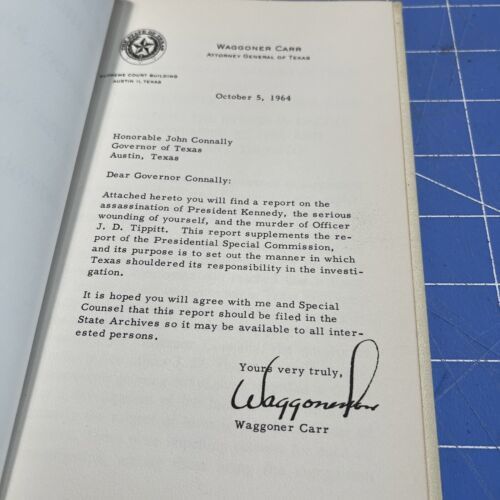 THE STATE OF TEXAS
WAGGONER CARR
ATTORNEY GENERAL OF TEXAS
SUPREME COURT BUILDING
AUSTIN 11, TEXAS
October 5, 1964
Honorable John Connally
Governor of Texas
Austin, Texas
Dear Governor Connally:
Attached hereto you will find a report on the
assassination of President Kennedy, the serious
wounding of yourself, and the murder of Officer
J. D. Tippitt. This report supplements the re-
port of the Presidential Special Commission,
and its purpose is to set out the manner in which
Texas shouldered its responsibility in the investi-
gation.
It is hoped you will agree with me and Special
Counsel that this report should be filed in the
State Archives so it may be available to all inter-
ested persons.
Yours very truly,
Waggoner Carr
Waggoner Carr